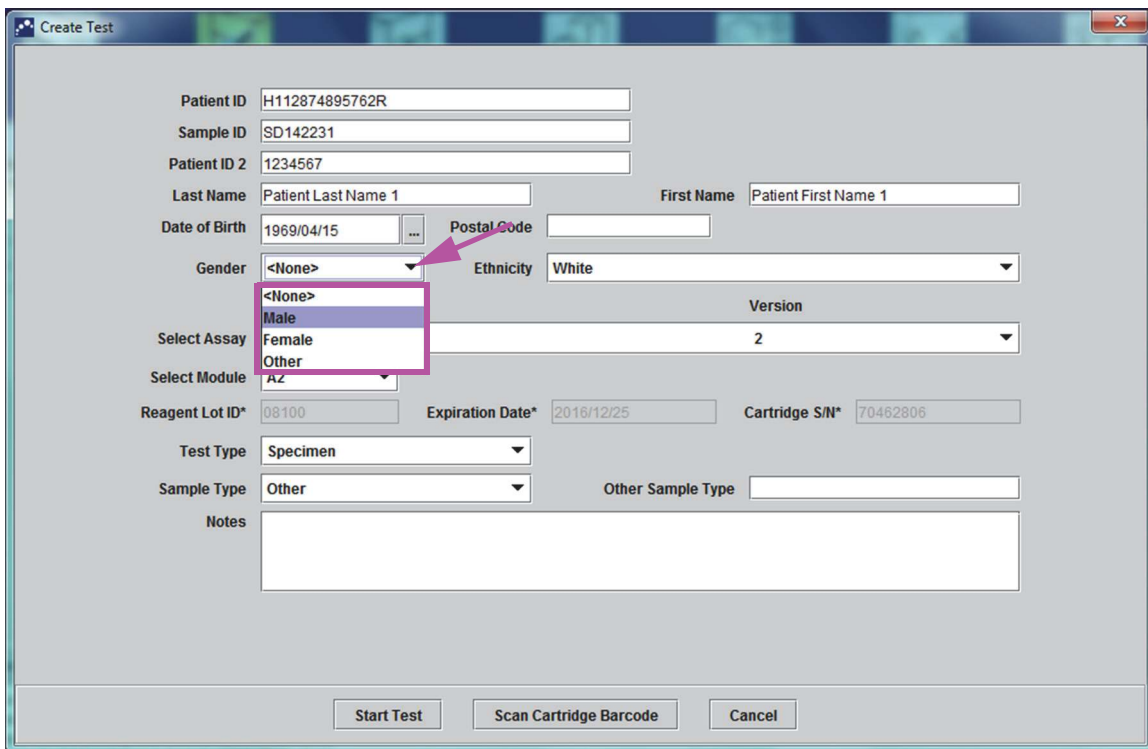 Create Test
Patient ID H112874895762R
Sample ID SD142231
Patient ID 2 1234567
Last Name Patient Last Name 1 First Name Patient First Name 1
Date of Birth 1969/04/15 ... Postal Code
Gender <None> Ethnicity White
<None>
Version
Male
Select Assay Female 2
Other
Select Module A2
Reagent Lot ID* 08100 Expiration Date* 2016/12/25 Cartridge S/N* 70462806
Test Type Specimen
Sample Type Other Other Sample Type
Notes
Start Test Scan Cartridge Barcode Cancel